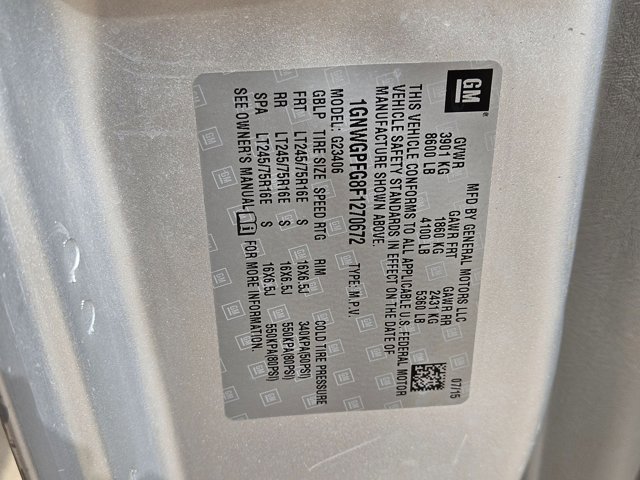 GM ®
MFD BY GENERAL MOTORS LLC 07/15
GVWR GAWR FRT GAWR RR
3901 KG 1860 KG 2431 KG
8600 LB 4100 LB 5360 LB
THIS VEHICLE CONFORMS TO ALL APPLICABLE U.S. FEDERAL MOTOR
VEHICLE SAFETY STANDARDS IN EFFECT ON THE DATE OF
MANUFACTURE SHOWN ABOVE.
1GNWGPFG8F1270672 TYPE: M.P.V.
MODEL: G23406
GBLP TIRE SIZE SPEED RTG RIM COLD TIRE PRESSURE
FRT LT245/75R16E S 16X6.5J 340KPA(50PSI)
RR LT245/75R16E S 16X6.5J 550KPA(80PSI)
SPA LT245/75R16E S 16X6.5J 550KPA(80PSI)
SEE OWNER'S MANUAL FOR MORE INFORMATION.